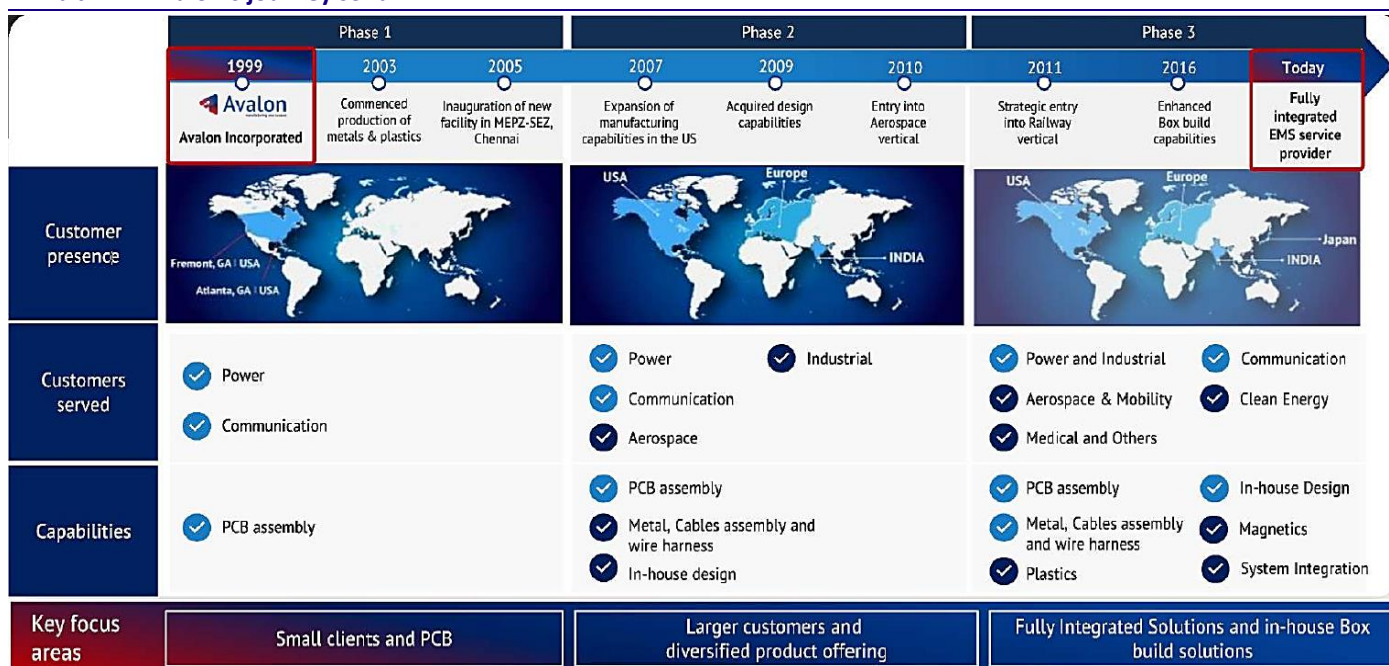 Phase 1
Phase 2
Phase 3
1999
2003
2005
2007
2009
2010
2011
2016
Today
Avalon
Avalon Incorporated
Commenced
production of
metals & plastics
Inauguration of new
facility in MEPZ-SEZ,
Chennai
Expansion of
manufacturing
capabilities in the US
Acquired design
capabilities
Entry into
Aerospace
vertical
Strategic entry
into Railway
vertical
Enhanced
Box build
capabilities
Fully
integrated
EMS service
provider
Customer
presence
Fremont, GA | USA
Atlanta, GA | USA
USA
Europe
INDIA
USA
Europe
Japan
INDIA
Customers
served
Power
Communication
Power
Industrial
Communication
Aerospace
Power and Industrial
Communication
Aerospace & Mobility
Clean Energy
Medical and Others
Capabilities
PCB assembly
PCB assembly
Metal, Cables assembly and
wire harness
In-house design
PCB assembly
In-house Design
Metal, Cables assembly
and wire harness
Magnetics
Plastics
System Integration
Key focus
areas
Small clients and PCB
Larger customers and
diversified product offering
Fully Integrated Solutions and in-house Box
build solutions